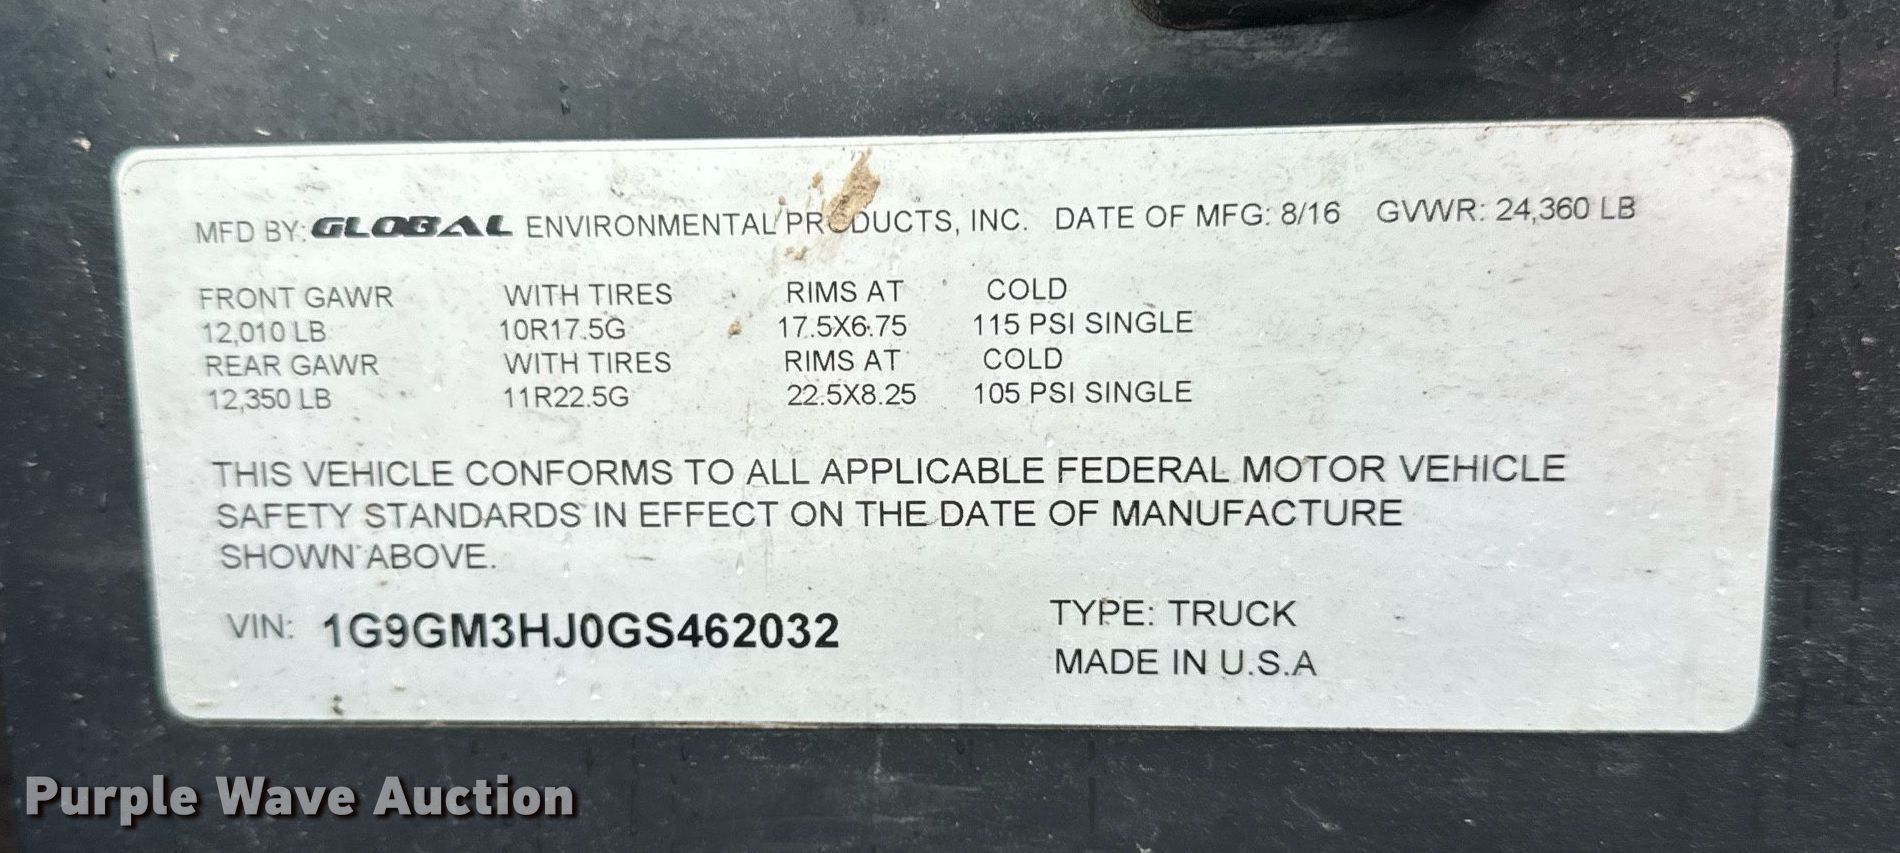 MFD BY: GLOBAL ENVIRONMENTAL PRODUCTS, INC. DATE OF MFG: 8/16 GVWR: 24,360 LB
FRONT GAWR WITH TIRES RIMS AT COLD
12,010 LB 10R17.5G 17.5X6.75 115 PSI SINGLE
REAR GAWR WITH TIRES RIMS AT COLD
12,350 LB 11R22.5G 22.5X8.25 105 PSI SINGLE
THIS VEHICLE CONFORMS TO ALL APPLICABLE FEDERAL MOTOR VEHICLE
SAFETY STANDARDS IN EFFECT ON THE DATE OF MANUFACTURE
SHOWN ABOVE.
VIN: 1G9GM3HJ0GS462032
TYPE: TRUCK
MADE IN U.S.A
Purple Wave Auction